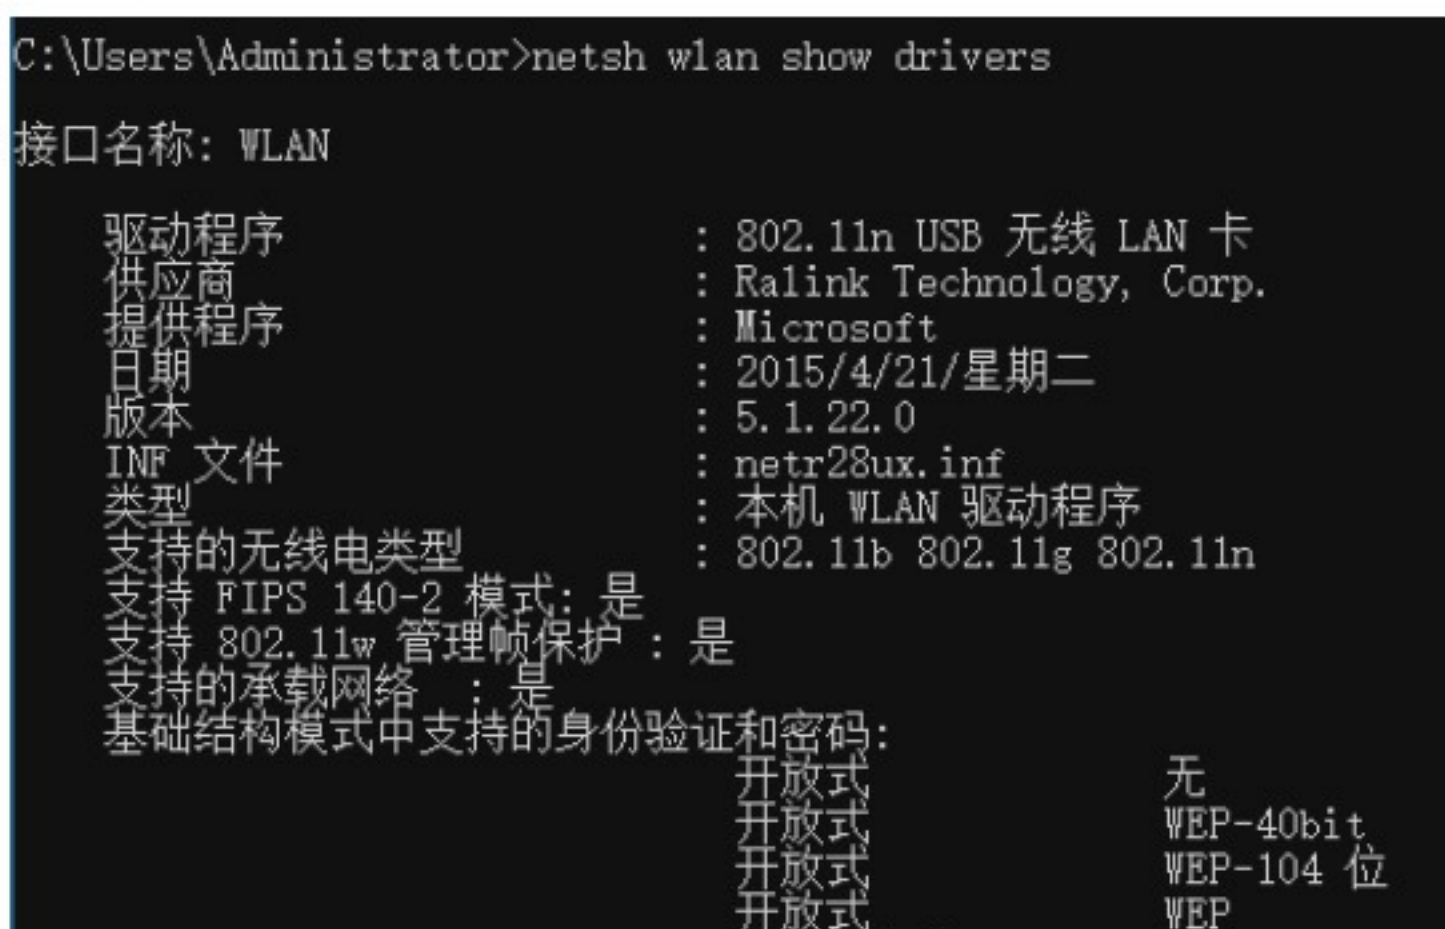 C:\Users\Administrator>netsh wlan show drivers
接口名称: WLAN
驱动程序 : 802.11n USB 无线 LAN 卡
供应商 : Ralink Technology, Corp.
提供程序 : Microsoft
日期 : 2015/4/21/星期二
版本 : 5.1.22.0
INF 文件 : netr28ux.inf
类型 : 本机 WLAN 驱动程序
支持的无线电类型 : 802.11b 802.11g 802.11n
支持 FIPS 140-2 模式: 是
支持 802.11w 管理帧保护 : 是
支持的承载网络 : 是
基础结构模式中支持的身份验证和密码:
开放式 无
开放式 WEP-40bit
开放式 WEP-104 位
开放式 WEP